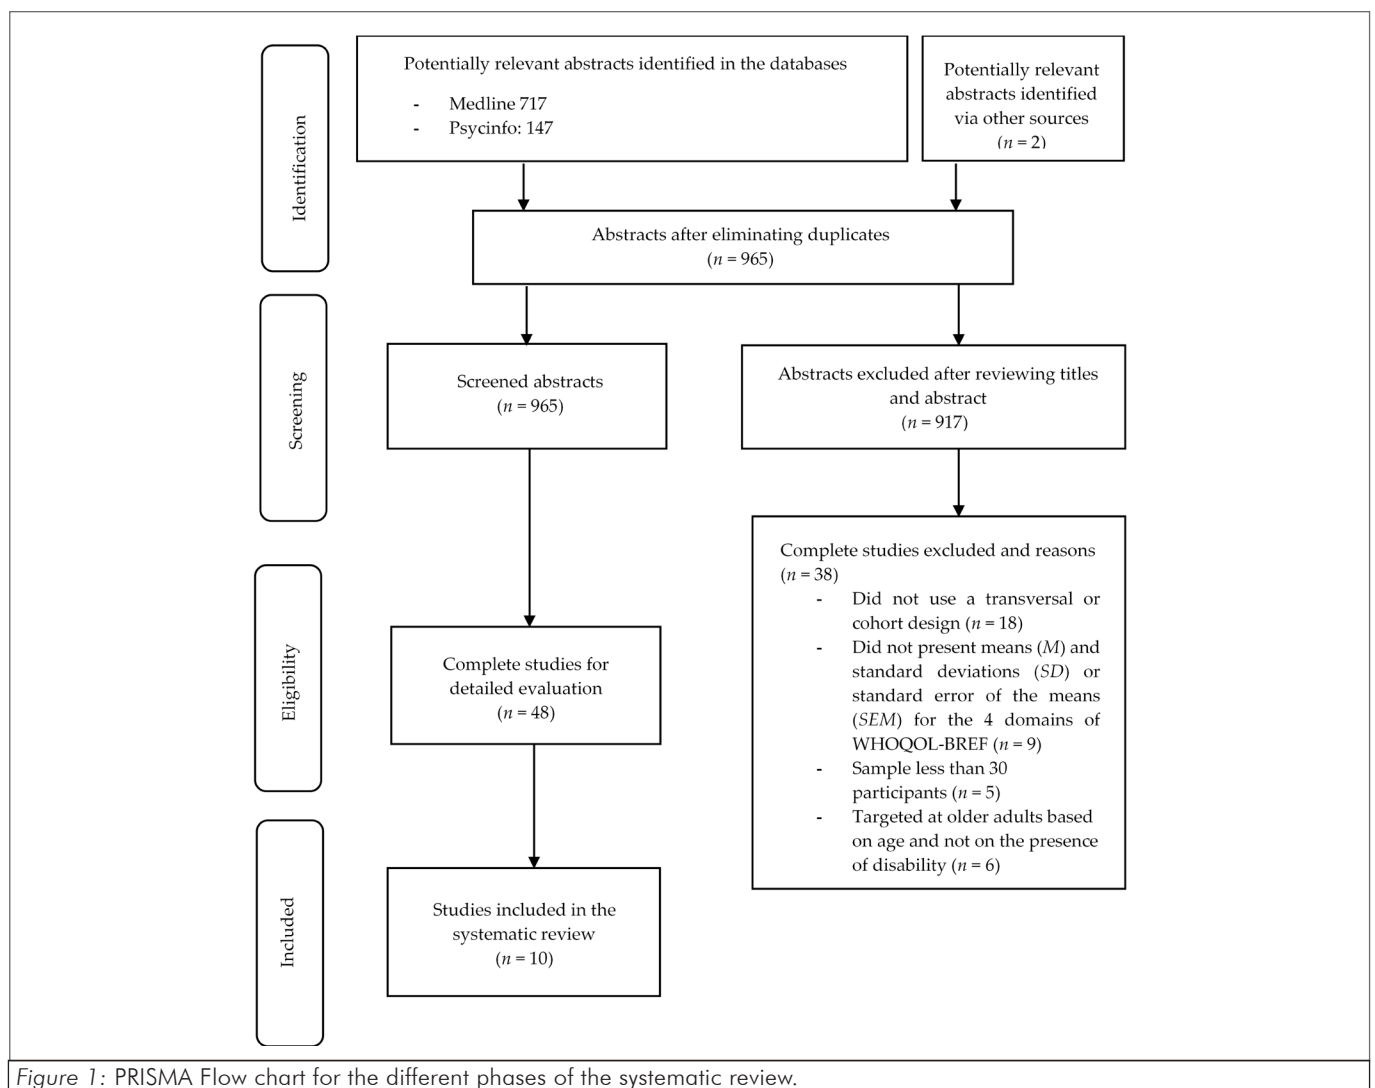 Identification
Potentially relevant abstracts identified in the databases
- Medline 717
- Psycinfo: 147
Potentially relevant
abstracts identified
via other sources
(n = 2)
Abstracts after eliminating duplicates
(n = 965)
Screening
Screened abstracts
(n = 965)
Abstracts excluded after reviewing titles
and abstract
(n = 917)
Eligibility
Complete studies for
detailed evaluation
(n = 48)
Complete studies excluded and reasons
(n = 38)
- Did not use a transversal or
cohort design (n = 18)
- Did not present means (M) and
standard deviations (SD) or
standard error of the means
(SEM) for the 4 domains of
WHOQOL-BREF (n = 9)
- Sample less than 30
participants (n = 5)
- Targeted at older adults based
on age and not on the presence
of disability (n = 6)
Included
Studies included in the
systematic review
(n = 10)
Figure 1: PRISMA Flow chart for the different phases of the systematic review.